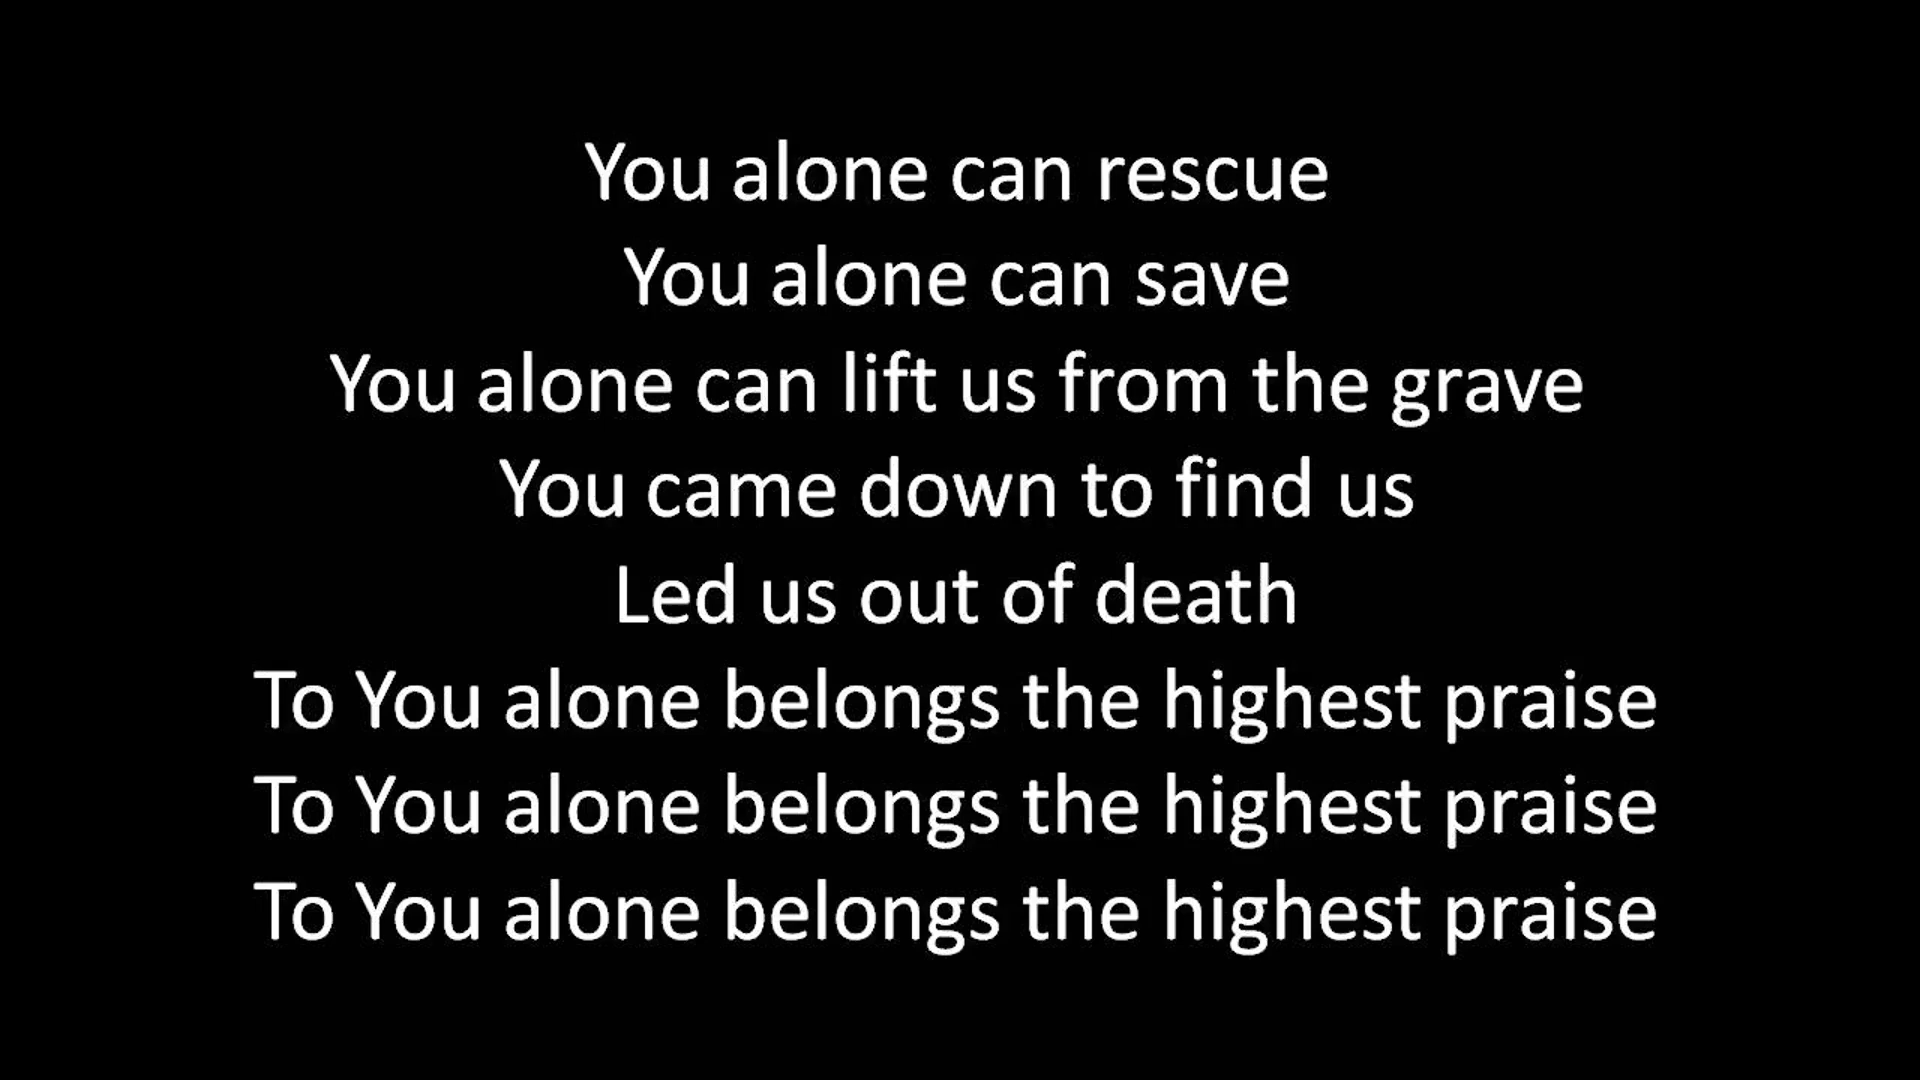 You alone can rescue
You alone can save
You alone can lift us from the grave
You came down to find us
Led us out of death
To You alone belongs the highest praise
To You alone belongs the highest praise
To You alone belongs the highest praise